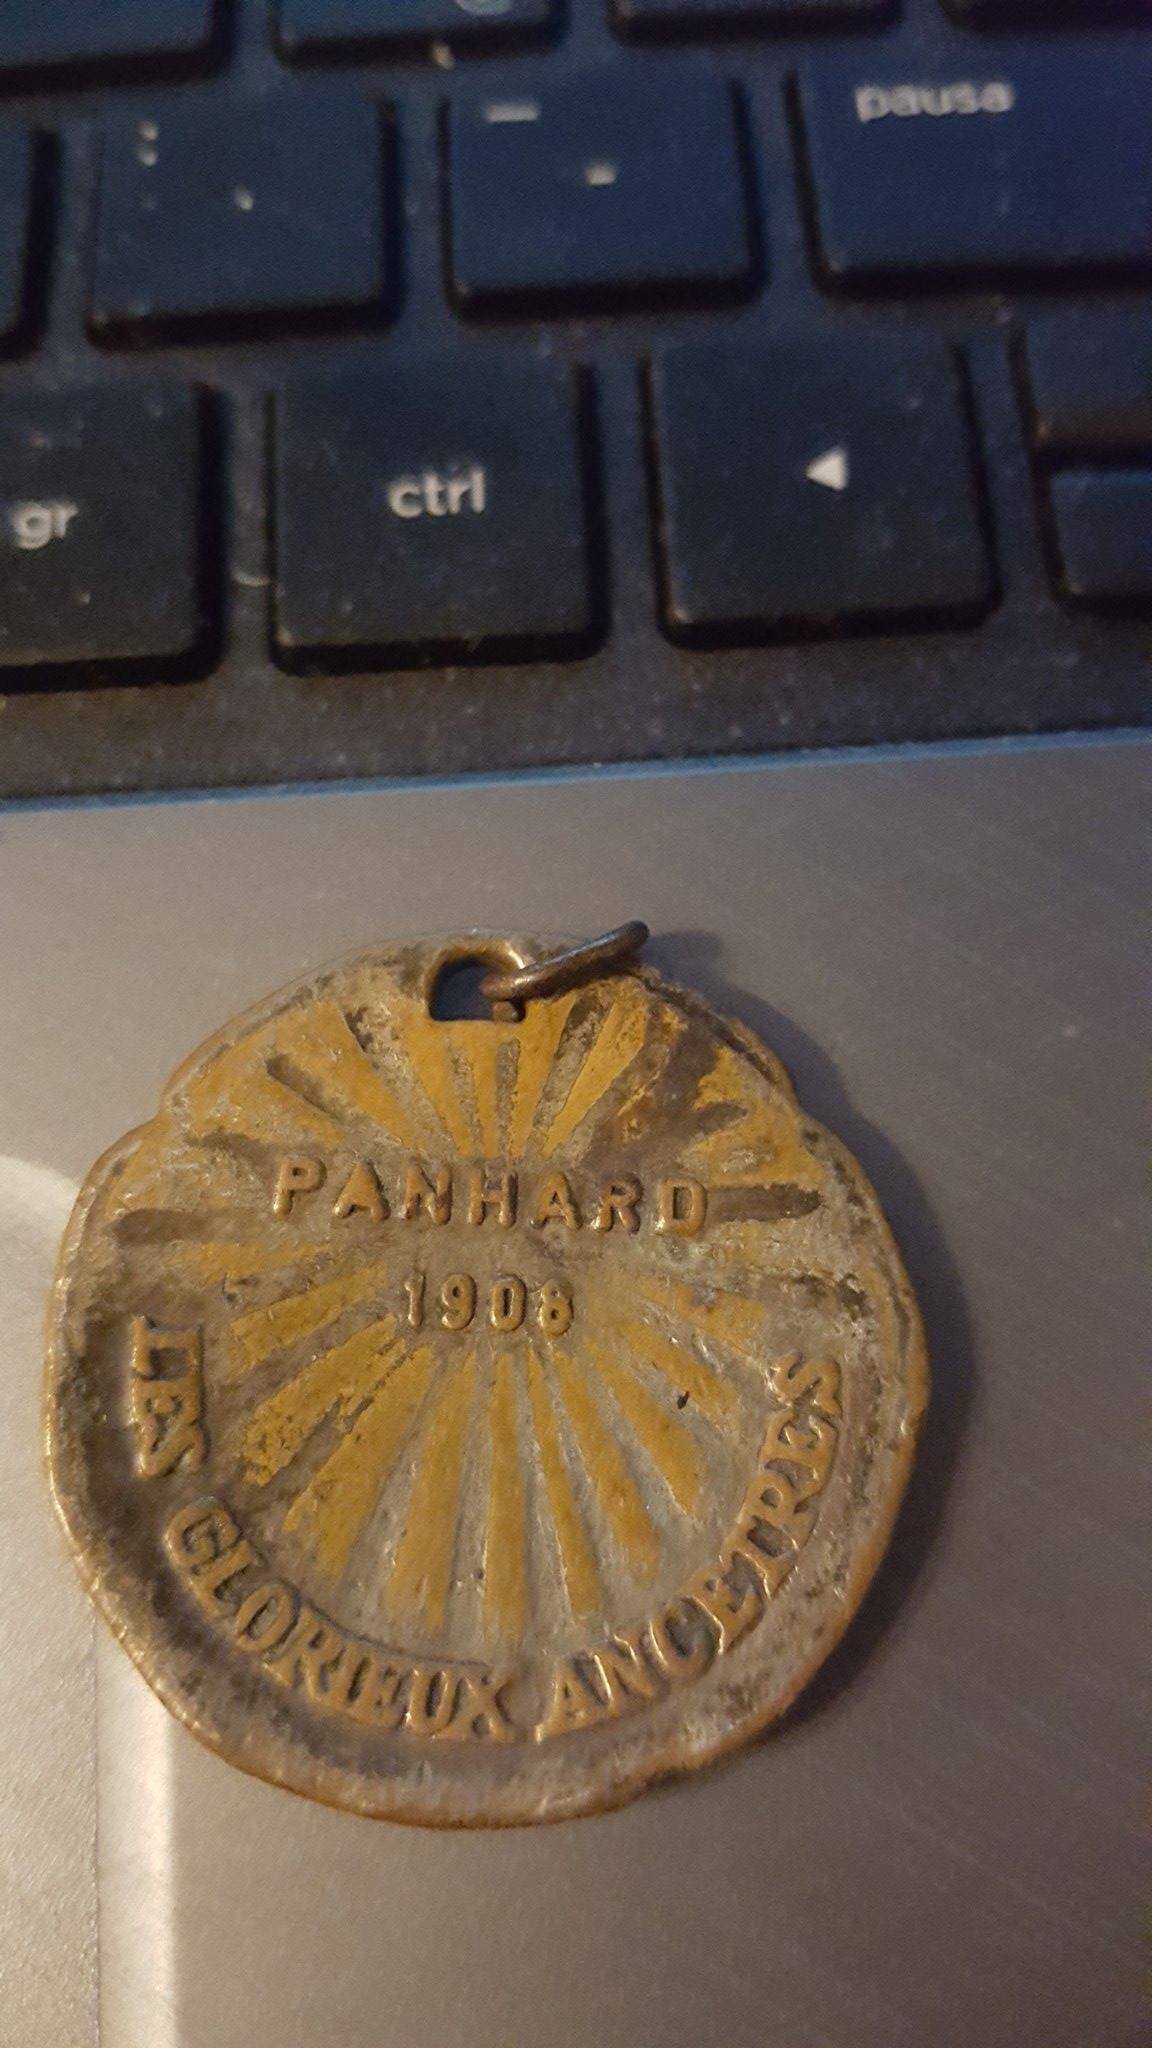 pausa
gr
ctrl
PANHARD
1908
LES GLORIEUX ANCETRES